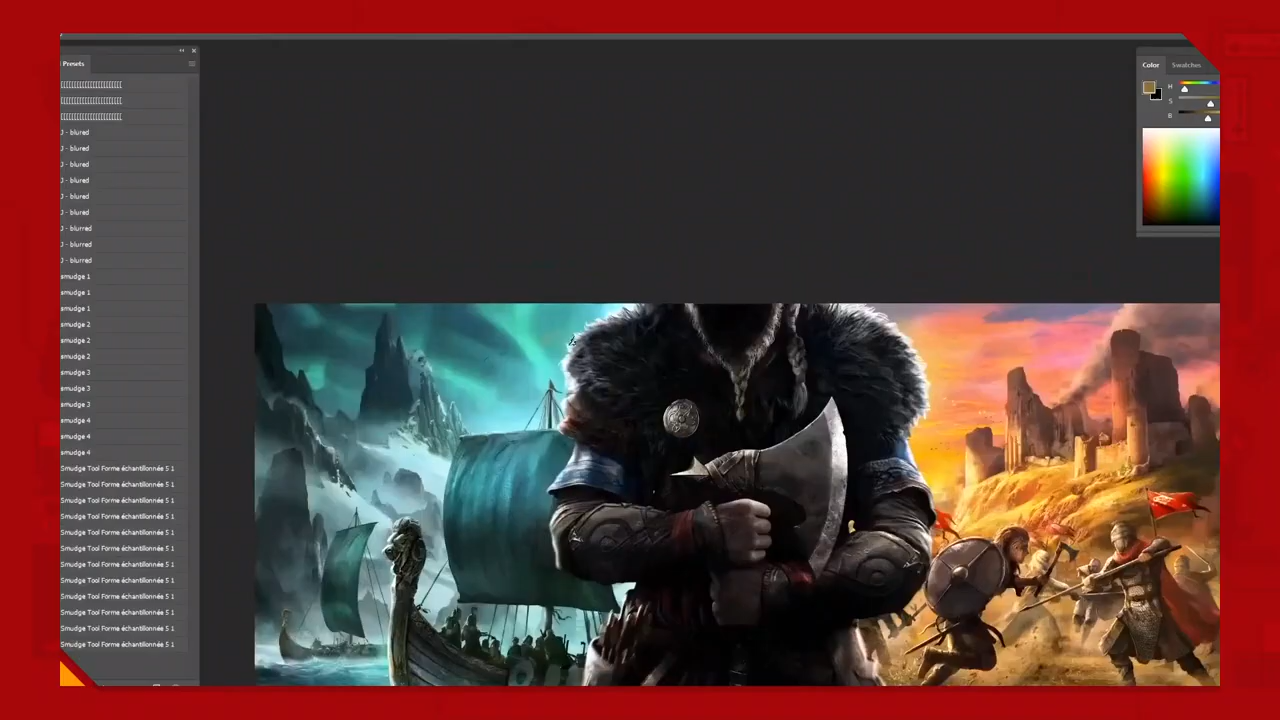 Presets
J - blured
J - blured
J - blured
J - blured
J - blured
J - blured
J - blurred
J - blurred
J - blurred
smudge 1
smudge 1
smudge 1
smudge 2
smudge 2
smudge 2
smudge 3
smudge 3
smudge 3
smudge 4
smudge 4
smudge 4
Smudge Tool Forme échantillonnée 5 1
Smudge Tool Forme échantillonnée 5 1
Smudge Tool Forme échantillonnée 5 1
Smudge Tool Forme échantillonnée 5 1
Smudge Tool Forme échantillonnée 5 1
Smudge Tool Forme échantillonnée 5 1
Smudge Tool Forme échantillonnée 5 1
Smudge Tool Forme échantillonnée 5 1
Smudge Tool Forme échantillonnée 5 1
Smudge Tool Forme échantillonnée 5 1
Smudge Tool Forme échantillonnée 5 1
Smudge Tool Forme échantillonnée 5 1
Color Swatches
H
S
B